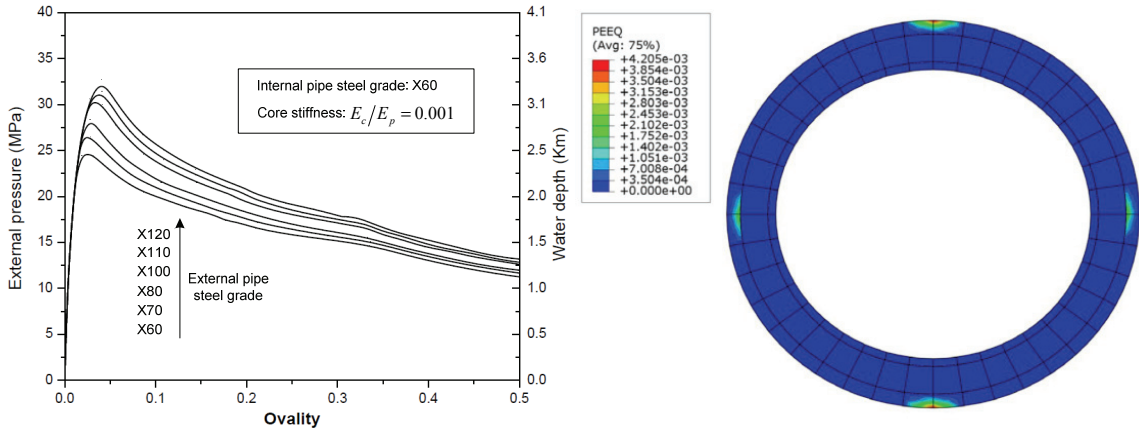 40
35
30
25
20
15
10
5
0
External pressure (MPa)
Internal pipe steel grade: X60
Core stiffness: E_c/E_p = 0.001
X120
X110
X100
X80
X70
X60
External pipe
steel grade
0.0
0.1
0.2
0.3
0.4
0.5
Ovality
4.1
3.6
3.1
2.6
2.0
1.5
1.0
0.5
0.0
Water depth (Km)
PEEQ
(Avg: 75%)
+4.205e-03
+3.854e-03
+3.504e-03
+3.153e-03
+2.803e-03
+2.453e-03
+2.102e-03
+1.752e-03
+1.402e-03
+1.051e-03
+7.008e-04
+3.504e-04
+0.000e+00